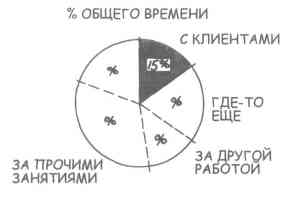 % ОБЩЕГО ВРЕМЕНИ
С КЛИЕНТАМИ
15%
%
%
ГДЕ-ТО
ЕЩЕ
%
%
ЗА ПРОЧИМИ
ЗАНЯТИЯМИ
ЗА ДРУГОЙ
РАБОТОЙ